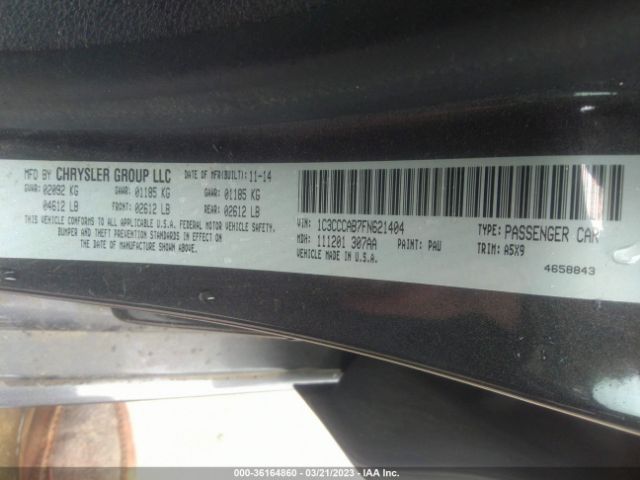 MFD BY CHRYSLER GROUP LLC DATE OF MFR(BUILT): 11-14
GVWR: 02092 KG GAWR: 01185 KG GAWR: 01185 KG
04612 LB FRONT: 02612 LB REAR: 02612 LB
THIS VEHICLE CONFORMS TO ALL APPLICABLE
U.S.A. FEDERAL MOTOR VEHICLE SAFETY,
BUMPER AND THEFT PREVENTION STANDARDS IN EFFECT ON
THE DATE OF MANUFACTURE SHOWN ABOVE.
VIN: 1C3CCCAB7FN621404 TYPE: PASSENGER CAR
MDH: 111201 307AA PAINT: PAU TRIM: A5X9
VEHICLE MADE IN U.S.A.
4658843
000-36164860 - 03/21/2023 - IAA Inc.